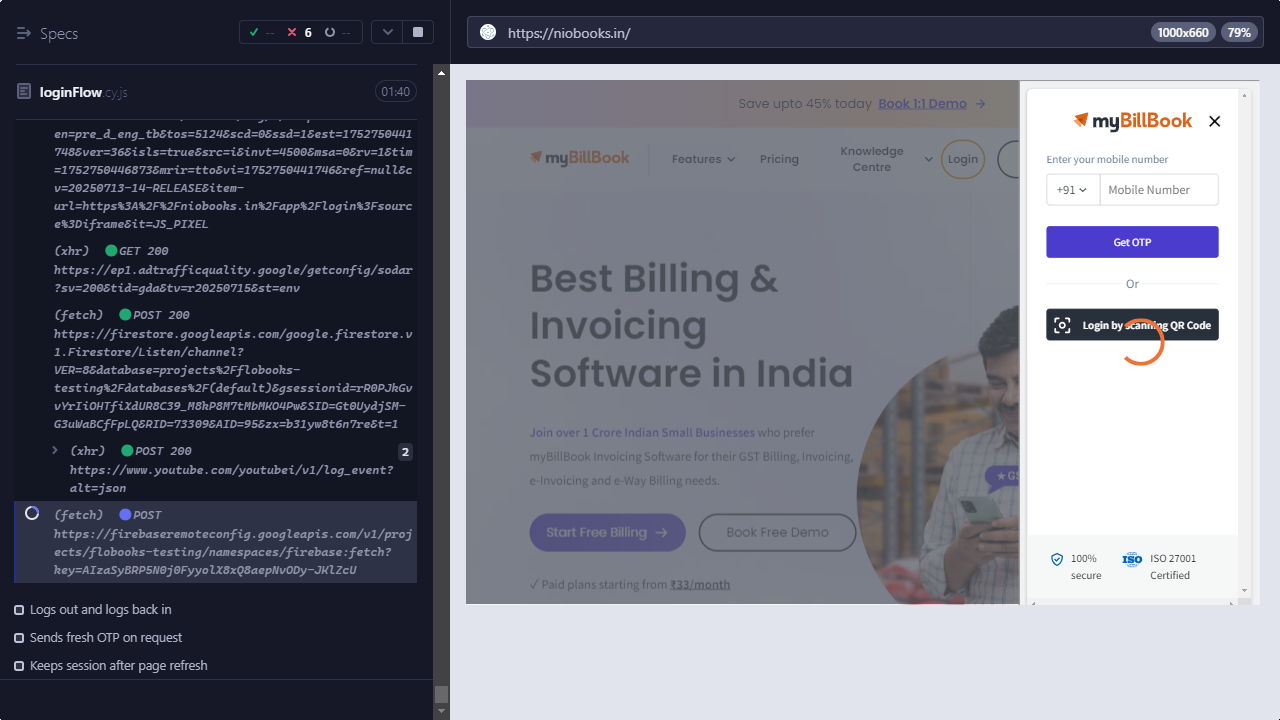 Specs
-- 6 --
https://niobooks.in/
1000x660 79%
loginFlow.cy.js
01:40
en=pre_d_eng_tb&tos=5124&scd=0&ssd=1&est=1752750441
748&ver=36&isls=true&src=i&invt=4500&msa=0&rv=1&tim
=1752750446873&mrir=tto&vi=1752750441746&ref=null&c
v=20250713-14-RELEASE&item-
url=https%3A%2F%2Fniobooks.in%2Fapp%2Flogin%3Fsourc
e%3Diframe&it=JS_PIXEL
(xhr) GET 200
https://ep1.adtrafficquality.google/getconfig/sodar
?sv=200&tid=gda&tv=r20250715&st=env
(fetch) POST 200
https://firestore.googleapis.com/google.firestore.v
1.Firestore/Listen/channel?
VER=8&database=projects%2Fflobooks-
testing%2Fdatabases%2F(default)&gsessionid=rR0PJhGv
vYrIiOHTfiXdUR8C39_M8hP8M7tMbMKO4Pw&SID=Gt0UydjSM-
G3uWaBCfFpLQ&RID=73309&AID=95&zx=b31yw8t6n7re&t=1
(xhr) POST 200 2
https://www.youtube.com/youtubei/v1/log_event?
alt=json
(fetch) POST
https://firebaseremoteconfig.googleapis.com/v1/proj
ects/flobooks-testing/namespaces/firebase:fetch?
key=AIzaSyBRP5N0j0FyyolX8xQ8aepNvODy-JKlZcU
Logs out and logs back in
Sends fresh OTP on request
Keeps session after page refresh
Save upto 45% today Book 1:1 Demo →
myBillBook
Features
Pricing
Knowledge
Centre
Login
Best Billing &
Invoicing
Software in India
Join over 1 Crore Indian Small Businesses who prefer
myBillBook Invoicing Software for their GST Billing, Invoicing,
e-Invoicing and e-Way Billing needs.
Start Free Billing →
Book Free Demo
✓ Paid plans starting from ₹33/month
★ GS
myBillBook
Enter your mobile number
+91
Mobile Number
Get OTP
Or
Login by scanning QR Code
100%
secure
ISO
ISO 27001
Certified